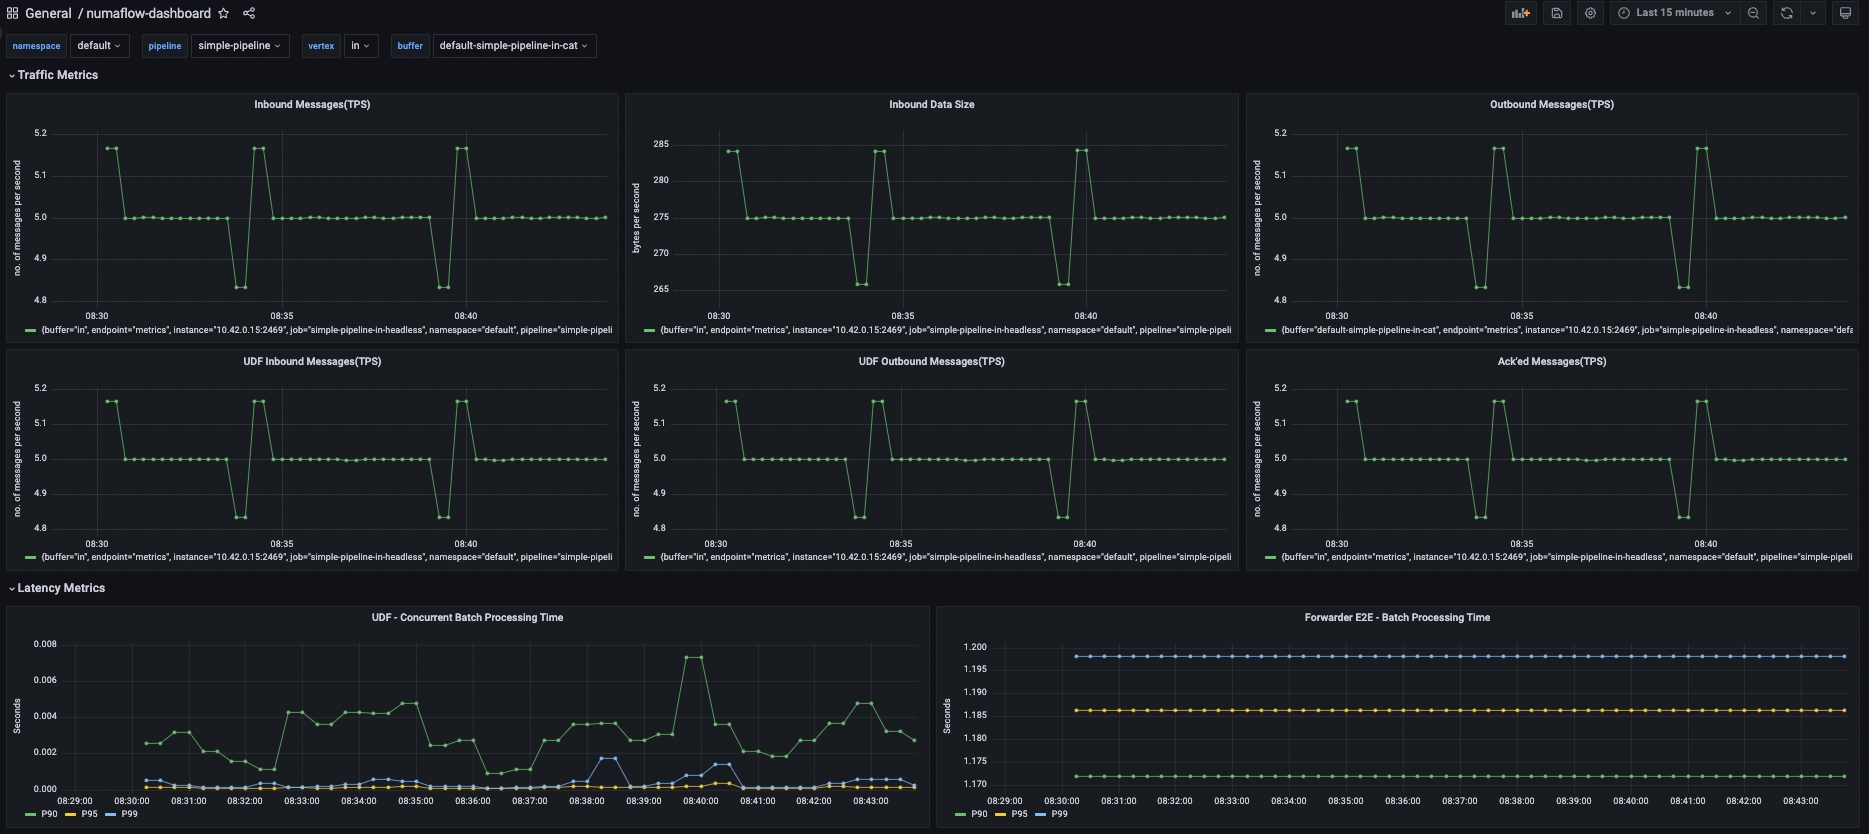 General / numaflow-dashboard
Last 15 minutes
namespace default pipeline simple-pipeline vertex in buffer default-simple-pipeline-in-cat
Traffic Metrics
Inbound Messages(TPS)
no. of messages per second
5.2
5.1
5.0
4.9
4.8
08:30 08:35 08:40
{buffer="in", endpoint="metrics", instance="10.42.0.15:2469", job="simple-pipeline-in-headless", namespace="default", pipeline="simple-pipeli
Inbound Data Size
bytes per second
285
280
275
270
265
08:30 08:35 08:40
{buffer="in", endpoint="metrics", instance="10.42.0.15:2469", job="simple-pipeline-in-headless", namespace="default", pipeline="simple-pipeli
Outbound Messages(TPS)
no. of messages per second
5.2
5.1
5.0
4.9
4.8
08:30 08:35 08:40
{buffer="default-simple-pipeline-in-cat", endpoint="metrics", instance="10.42.0.15:2469", job="simple-pipeline-in-headless", namespace="defa
UDF Inbound Messages(TPS)
no. of messages per second
5.2
5.1
5.0
4.9
4.8
08:30 08:35 08:40
{buffer="in", endpoint="metrics", instance="10.42.0.15:2469", job="simple-pipeline-in-headless", namespace="default", pipeline="simple-pipeli
UDF Outbound Messages(TPS)
no. of messages per second
5.2
5.1
5.0
4.9
4.8
08:30 08:35 08:40
{buffer="in", endpoint="metrics", instance="10.42.0.15:2469", job="simple-pipeline-in-headless", namespace="default", pipeline="simple-pipeli
Ack'ed Messages(TPS)
no. of messages per second
5.2
5.1
5.0
4.9
4.8
08:30 08:35 08:40
{buffer="in", endpoint="metrics", instance="10.42.0.15:2469", job="simple-pipeline-in-headless", namespace="default", pipeline="simple-pipeli
Latency Metrics
UDF - Concurrent Batch Processing Time
Seconds
0.008
0.006
0.004
0.002
0.000
08:29:00 08:30:00 08:31:00 08:32:00 08:33:00 08:34:00 08:35:00 08:36:00 08:37:00 08:38:00 08:39:00 08:40:00 08:41:00 08:42:00 08:43:00
P90 P95 P99
Forwarder E2E - Batch Processing Time
Seconds
1.200
1.195
1.190
1.185
1.180
1.175
1.170
08:29:00 08:30:00 08:31:00 08:32:00 08:33:00 08:34:00 08:35:00 08:36:00 08:37:00 08:38:00 08:39:00 08:40:00 08:41:00 08:42:00 08:43:00
P90 P95 P99